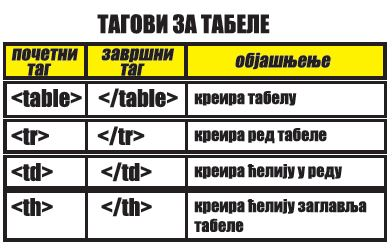 ТАГОВИ ЗА ТАБЕЛЕ
почетни таг завршни таг објашњење
<table> </table> креира табелу
<tr> </tr> креира ред табеле
<td> </td> креира ћелију у реду
<th> </th> креира ћелију заглавља
табеле